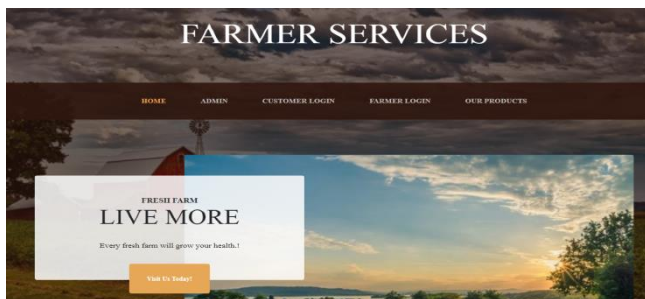 FARMER SERVICES
HOME ADMIN CUSTOMER LOGIN FARMER LOGIN OUR PRODUCTS
FRESH FARM
LIVE MORE
Every fresh farm will grow your health.!
Visit Us Today!